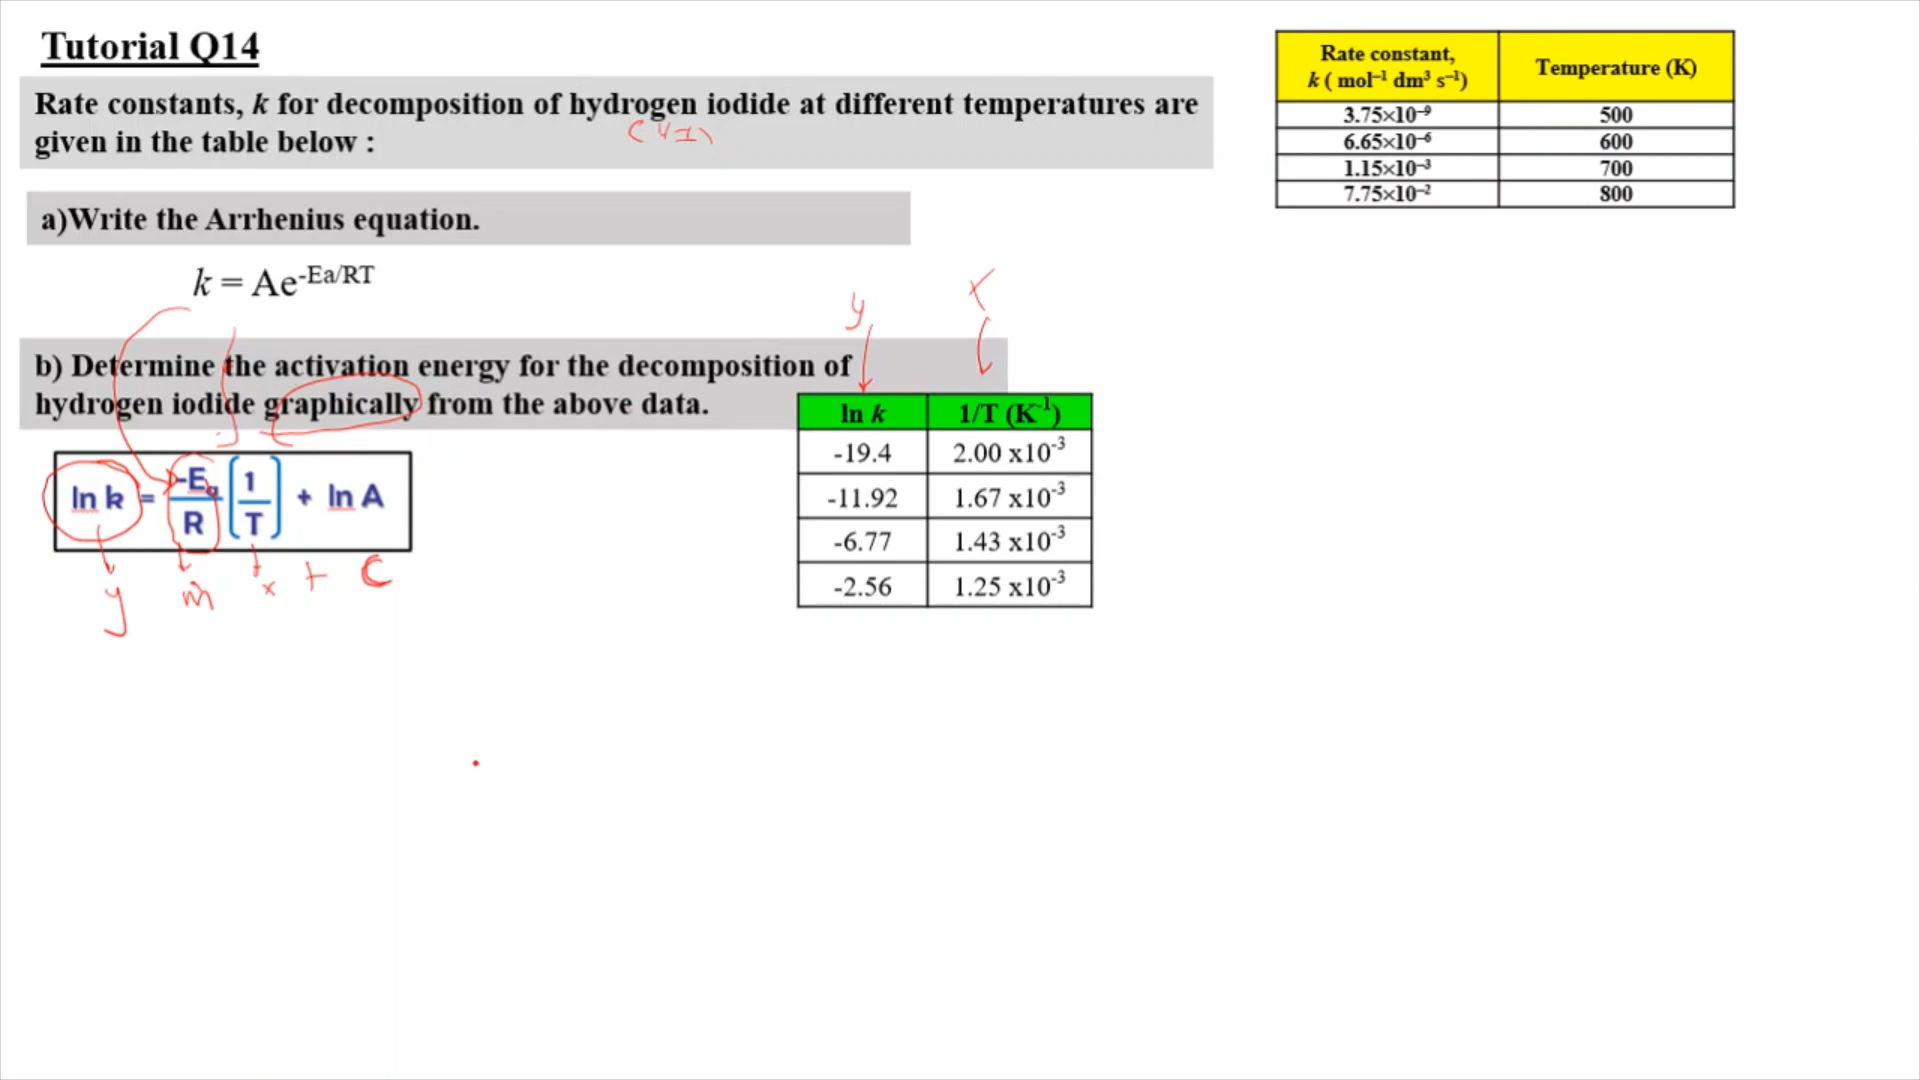 Tutorial Q14
Rate constants, k for decomposition of hydrogen iodide at different temperatures are
given in the table below :
(HI)
Rate constant, k ( mol⁻¹ dm³ s⁻¹) Temperature (K)
3.75×10⁻⁹ 500
6.65×10⁻⁶ 600
1.15×10⁻³ 700
7.75×10⁻² 800
a)Write the Arrhenius equation.
k = Ae^-Ea/RT
y x
b) Determine the activation energy for the decomposition of
hydrogen iodide graphically from the above data.
ln k = -Ea/R (1/T) + ln A
y m x + c
ln k 1/T (K⁻¹)
-19.4 2.00 x10⁻³
-11.92 1.67 x10⁻³
-6.77 1.43 x10⁻³
-2.56 1.25 x10⁻³